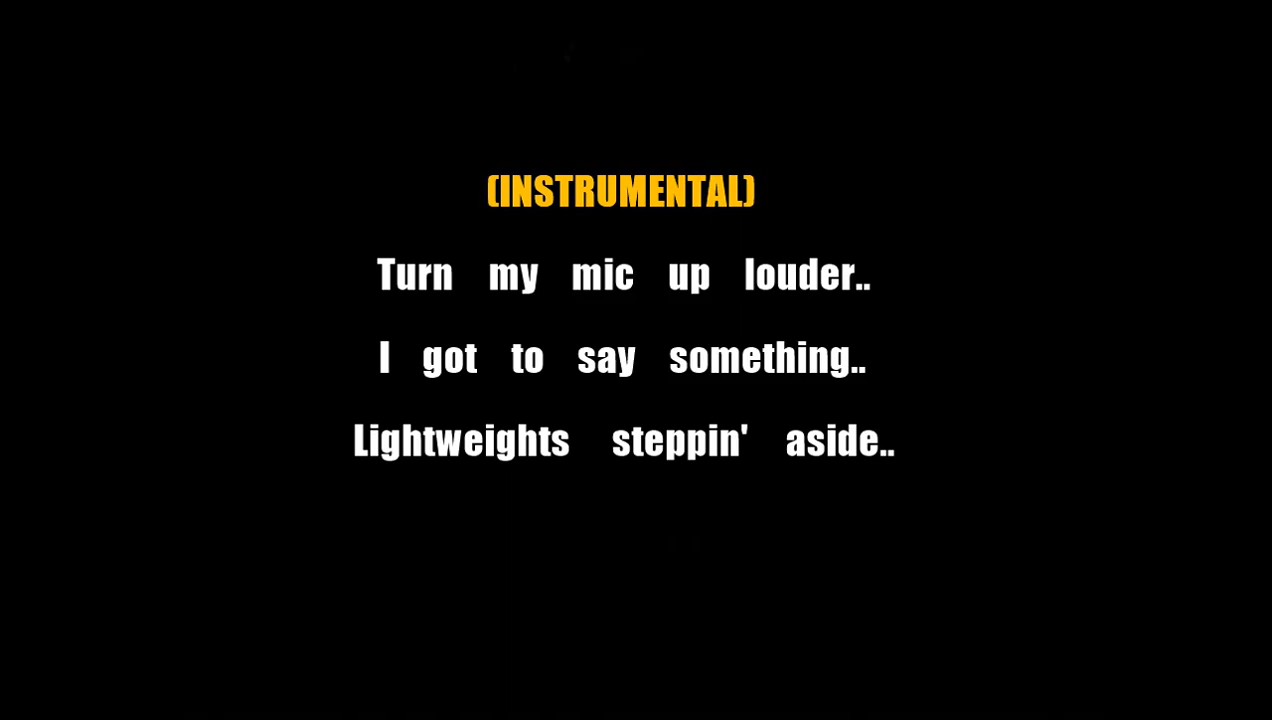 (INSTRUMENTAL)
Turn my mic up louder..
I got to say something..
Lightweights steppin' aside..